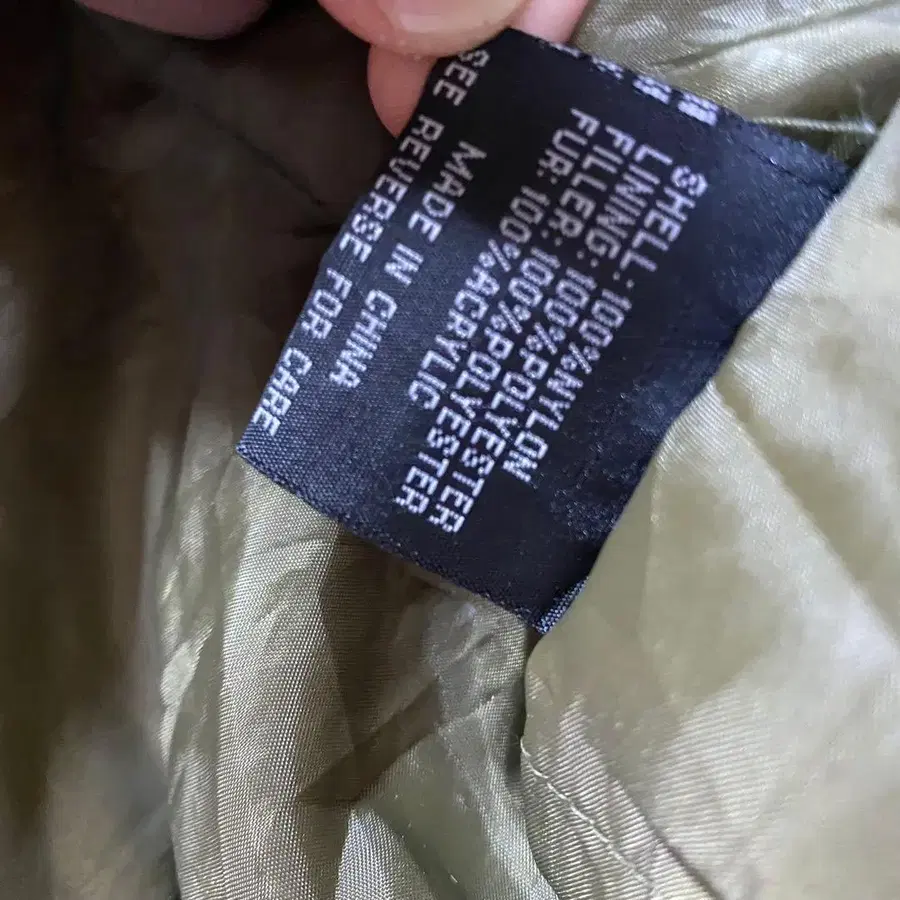 SHELL: 100%NYLON
LINING: 100%POLYESTER
FILLER: 100%POLYESTER
FUR: 100%ACRYLIC
MADE IN CHINA
SEE REVERSE FOR CARE